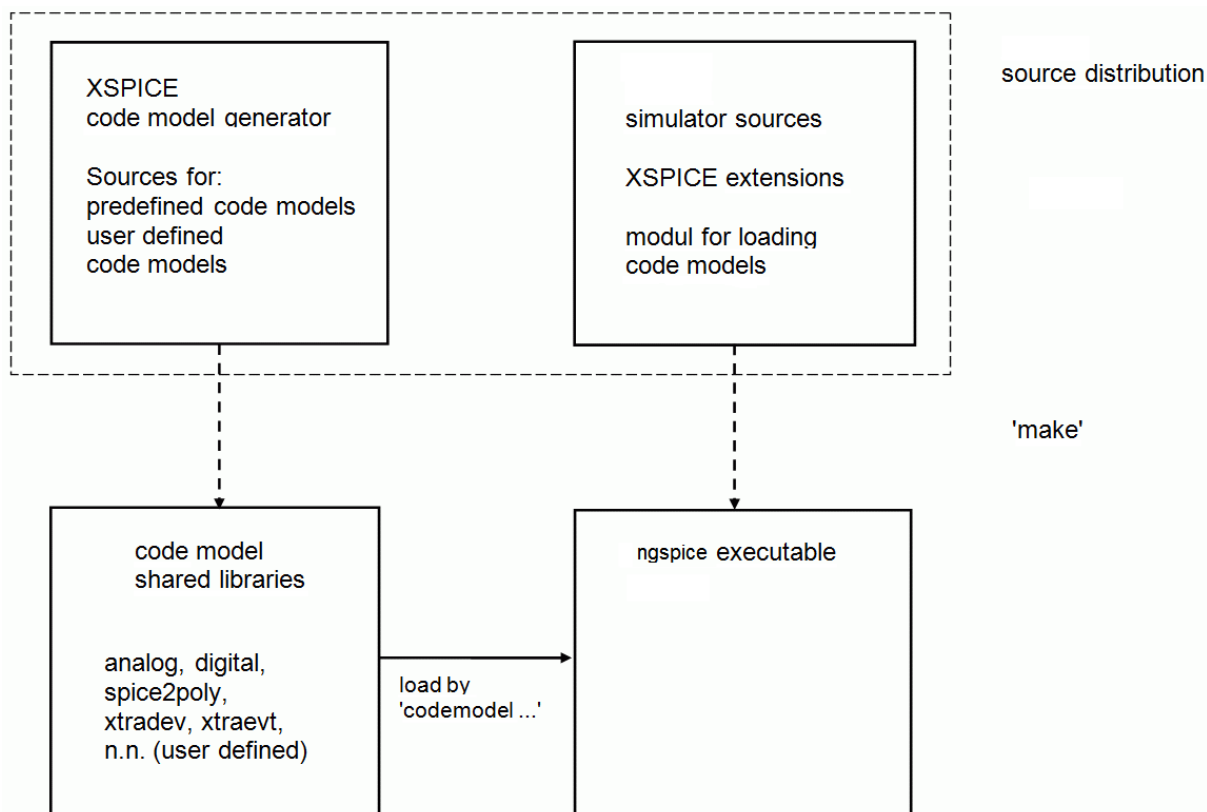 XSPICE
code model generator
Sources for:
predefined code models
user defined
code models
simulator sources
XSPICE extensions
modul for loading
code models
source distribution
'make'
code model
shared libraries
analog, digital,
spice2poly,
xtradev, xtraevt,
n.n. (user defined)
load by
'codemodel ...'
ngspice executable